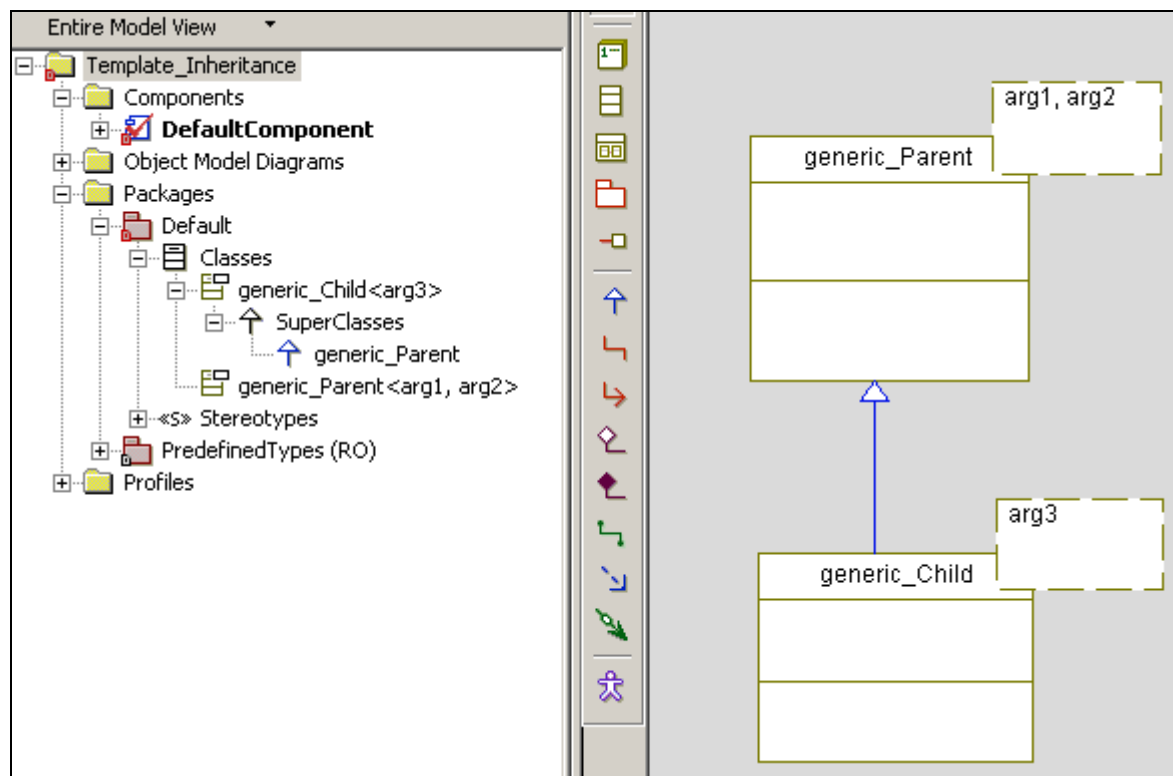 Entire Model View
Template_Inheritance
Components
DefaultComponent
Object Model Diagrams
Packages
Default
Classes
generic_Child<arg3>
SuperClasses
generic_Parent
generic_Parent<arg1, arg2>
«S» Stereotypes
PredefinedTypes (RO)
Profiles
arg1, arg2
generic_Parent
arg3
generic_Child